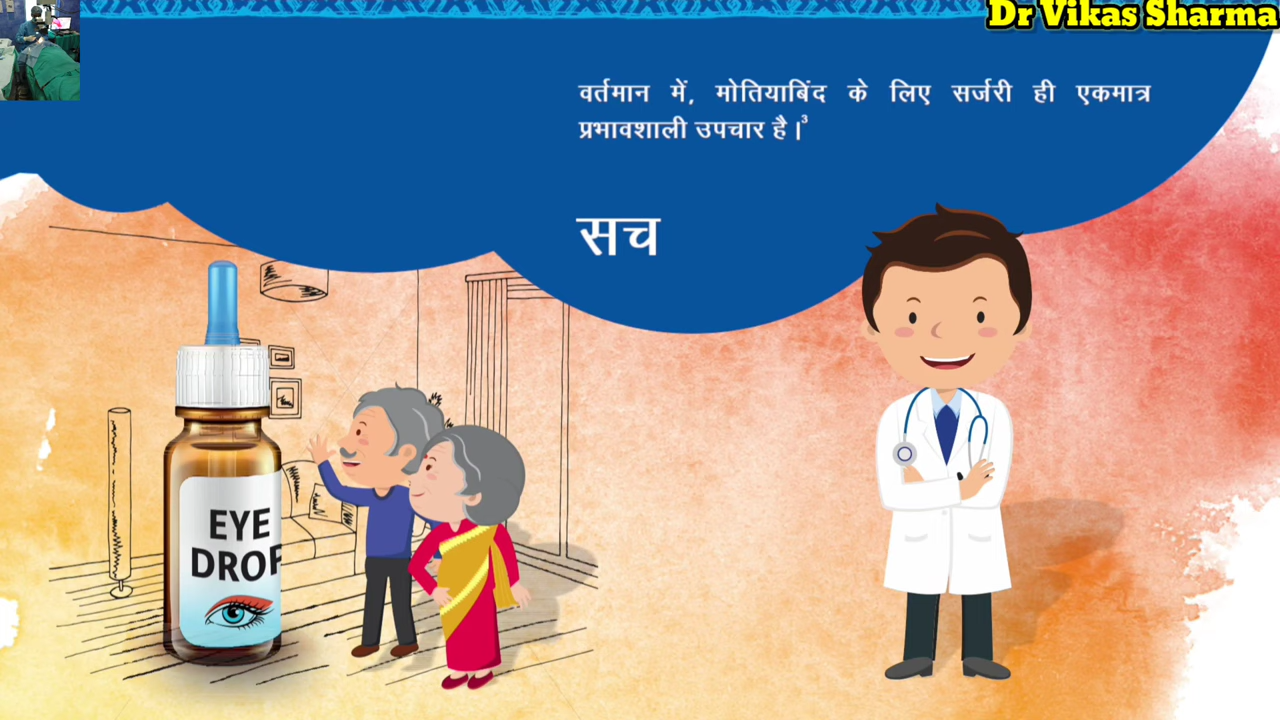 Dr Vikas Sharma
वर्तमान में, मोतियाबिंद के लिए सर्जरी ही एकमात्र
प्रभावशाली उपचार है।³
सच
EYE
DROP